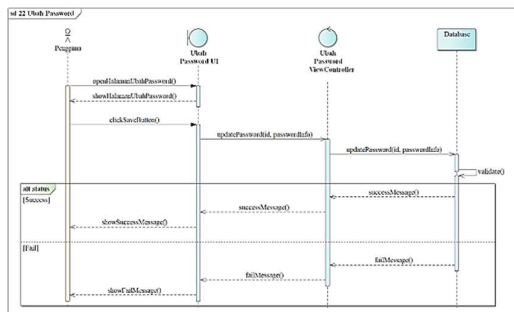 sd 22 Ubah Password
Pengguna
Ubah
Password UI
Ubah
Password
ViewController
Database
openHalamanUbahPassword()
showHalamanUbahPassword()
clickSaveButton()
updatePassword(id, passwordInfo)
updatePassword(id, passwordInfo)
validate()
alt status
[Success]
successMessage()
successMessage()
showSuccessMessage()
[Fail]
failMessage()
failMessage()
showFailMessage()